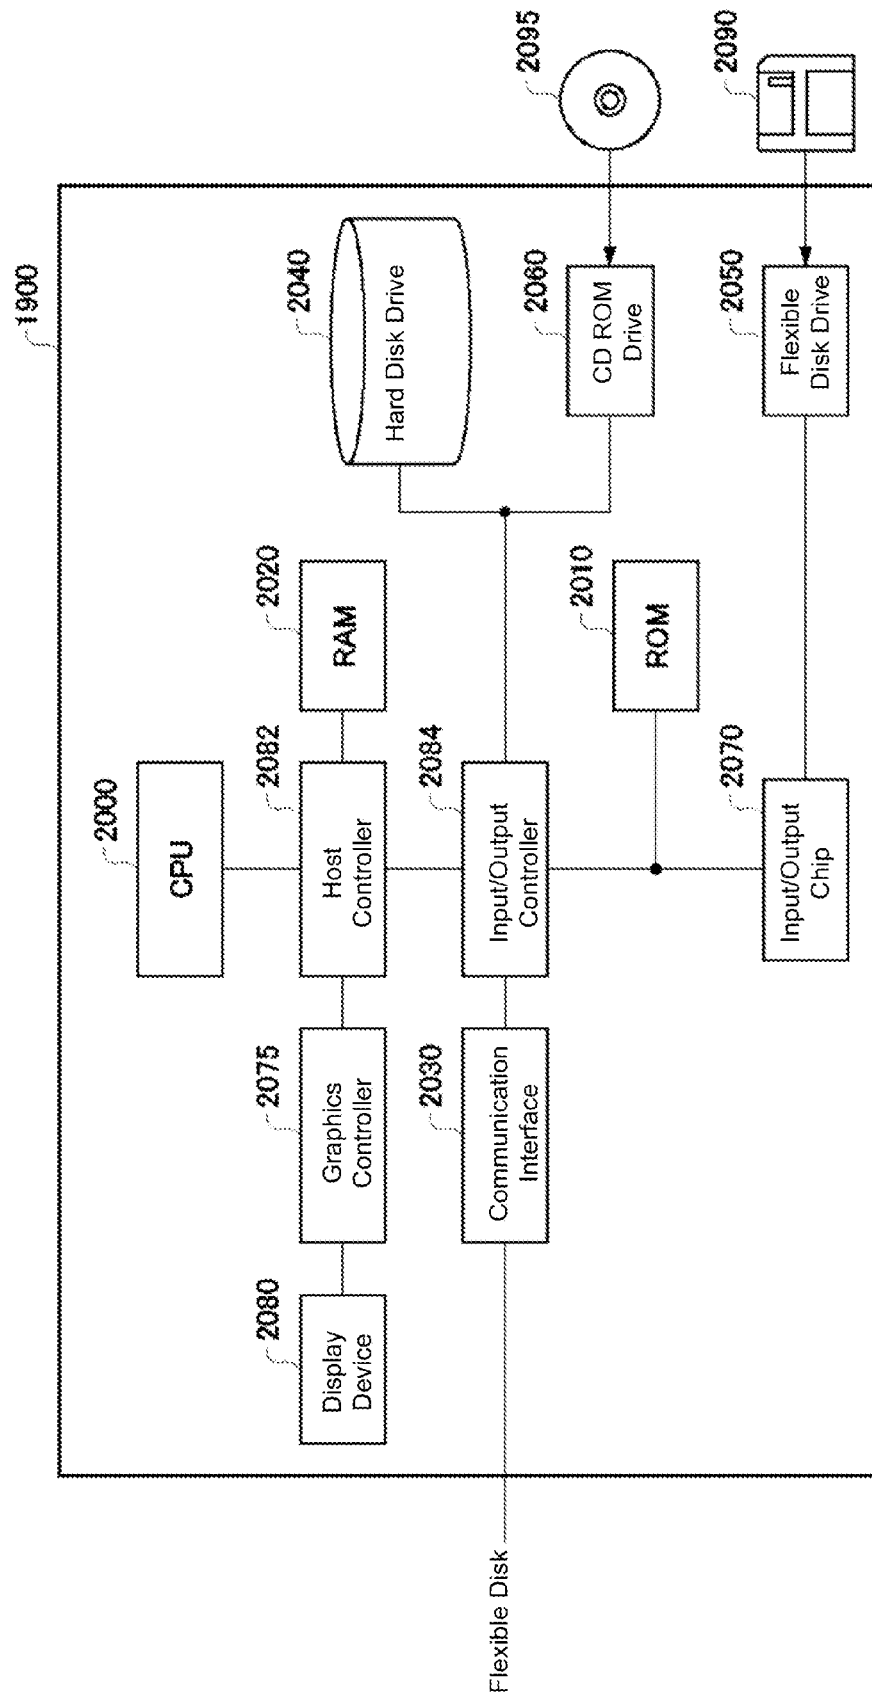 1900
2000
CPU
2080
Display
Device
2075
Graphics
Controller
2082
Host
Controller
2020
RAM
2040
Hard Disk Drive
2095
Flexible Disk
2030
Communication
Interface
2084
Input/Output
Controller
2060
CD ROM
Drive
2010
ROM
2090
2070
Input/Output
Chip
2050
Flexible
Disk Drive